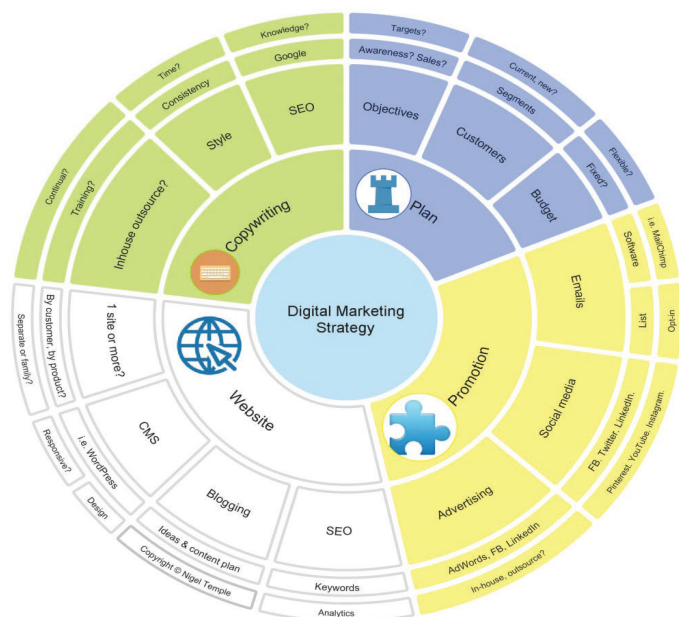 Digital Marketing
Strategy
Plan
Objectives
Awareness? Sales?
Targets?
Customers
Segments
Current, new?
Budget
Fixed?
Flexible?
Promotion
Emails
Software
i.e. MailChimp
List
Opt-in
Social media
FB. Twitter. LinkedIn.
Pinterest. YouTube. Instagram.
Advertising
AdWords, FB, LinkedIn
In-house, outsource?
Website
SEO
Keywords
Analytics
Blogging
Ideas & content plan
Copyright © Nigel Temple
CMS
i.e. WordPress
Design
Responsive?
1 site or more?
By customer, by product?
Separate or family?
Copywriting
Inhouse outsource?
Training?
Continual?
Style
Consistency
Time?
SEO
Google
Knowledge?